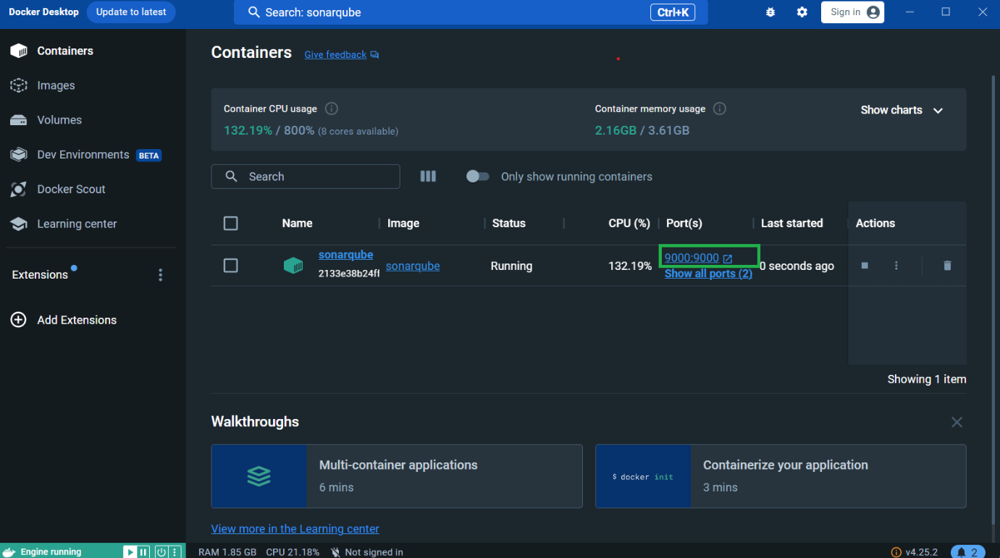 Docker Desktop Update to latest Search: sonarqube Ctrl+K Sign in
Containers
Images
Volumes
Dev Environments BETA
Docker Scout
Learning center
Extensions
Add Extensions
Containers Give feedback
Container CPU usage
132.19% / 800% (8 cores available)
Container memory usage
2.16GB / 3.61GB
Show charts
Search
Only show running containers
Name Image Status CPU (%) Port(s) Last started Actions
sonarqube
2133e38b24ff
sonarqube
Running
132.19%
9000:9000
Show all ports (2)
0 seconds ago
Showing 1 item
Walkthroughs
Multi-container applications
6 mins
$ docker init
Containerize your application
3 mins
View more in the Learning center
Engine running RAM 1.85 GB CPU 21.18% Not signed in v4.25.2 2